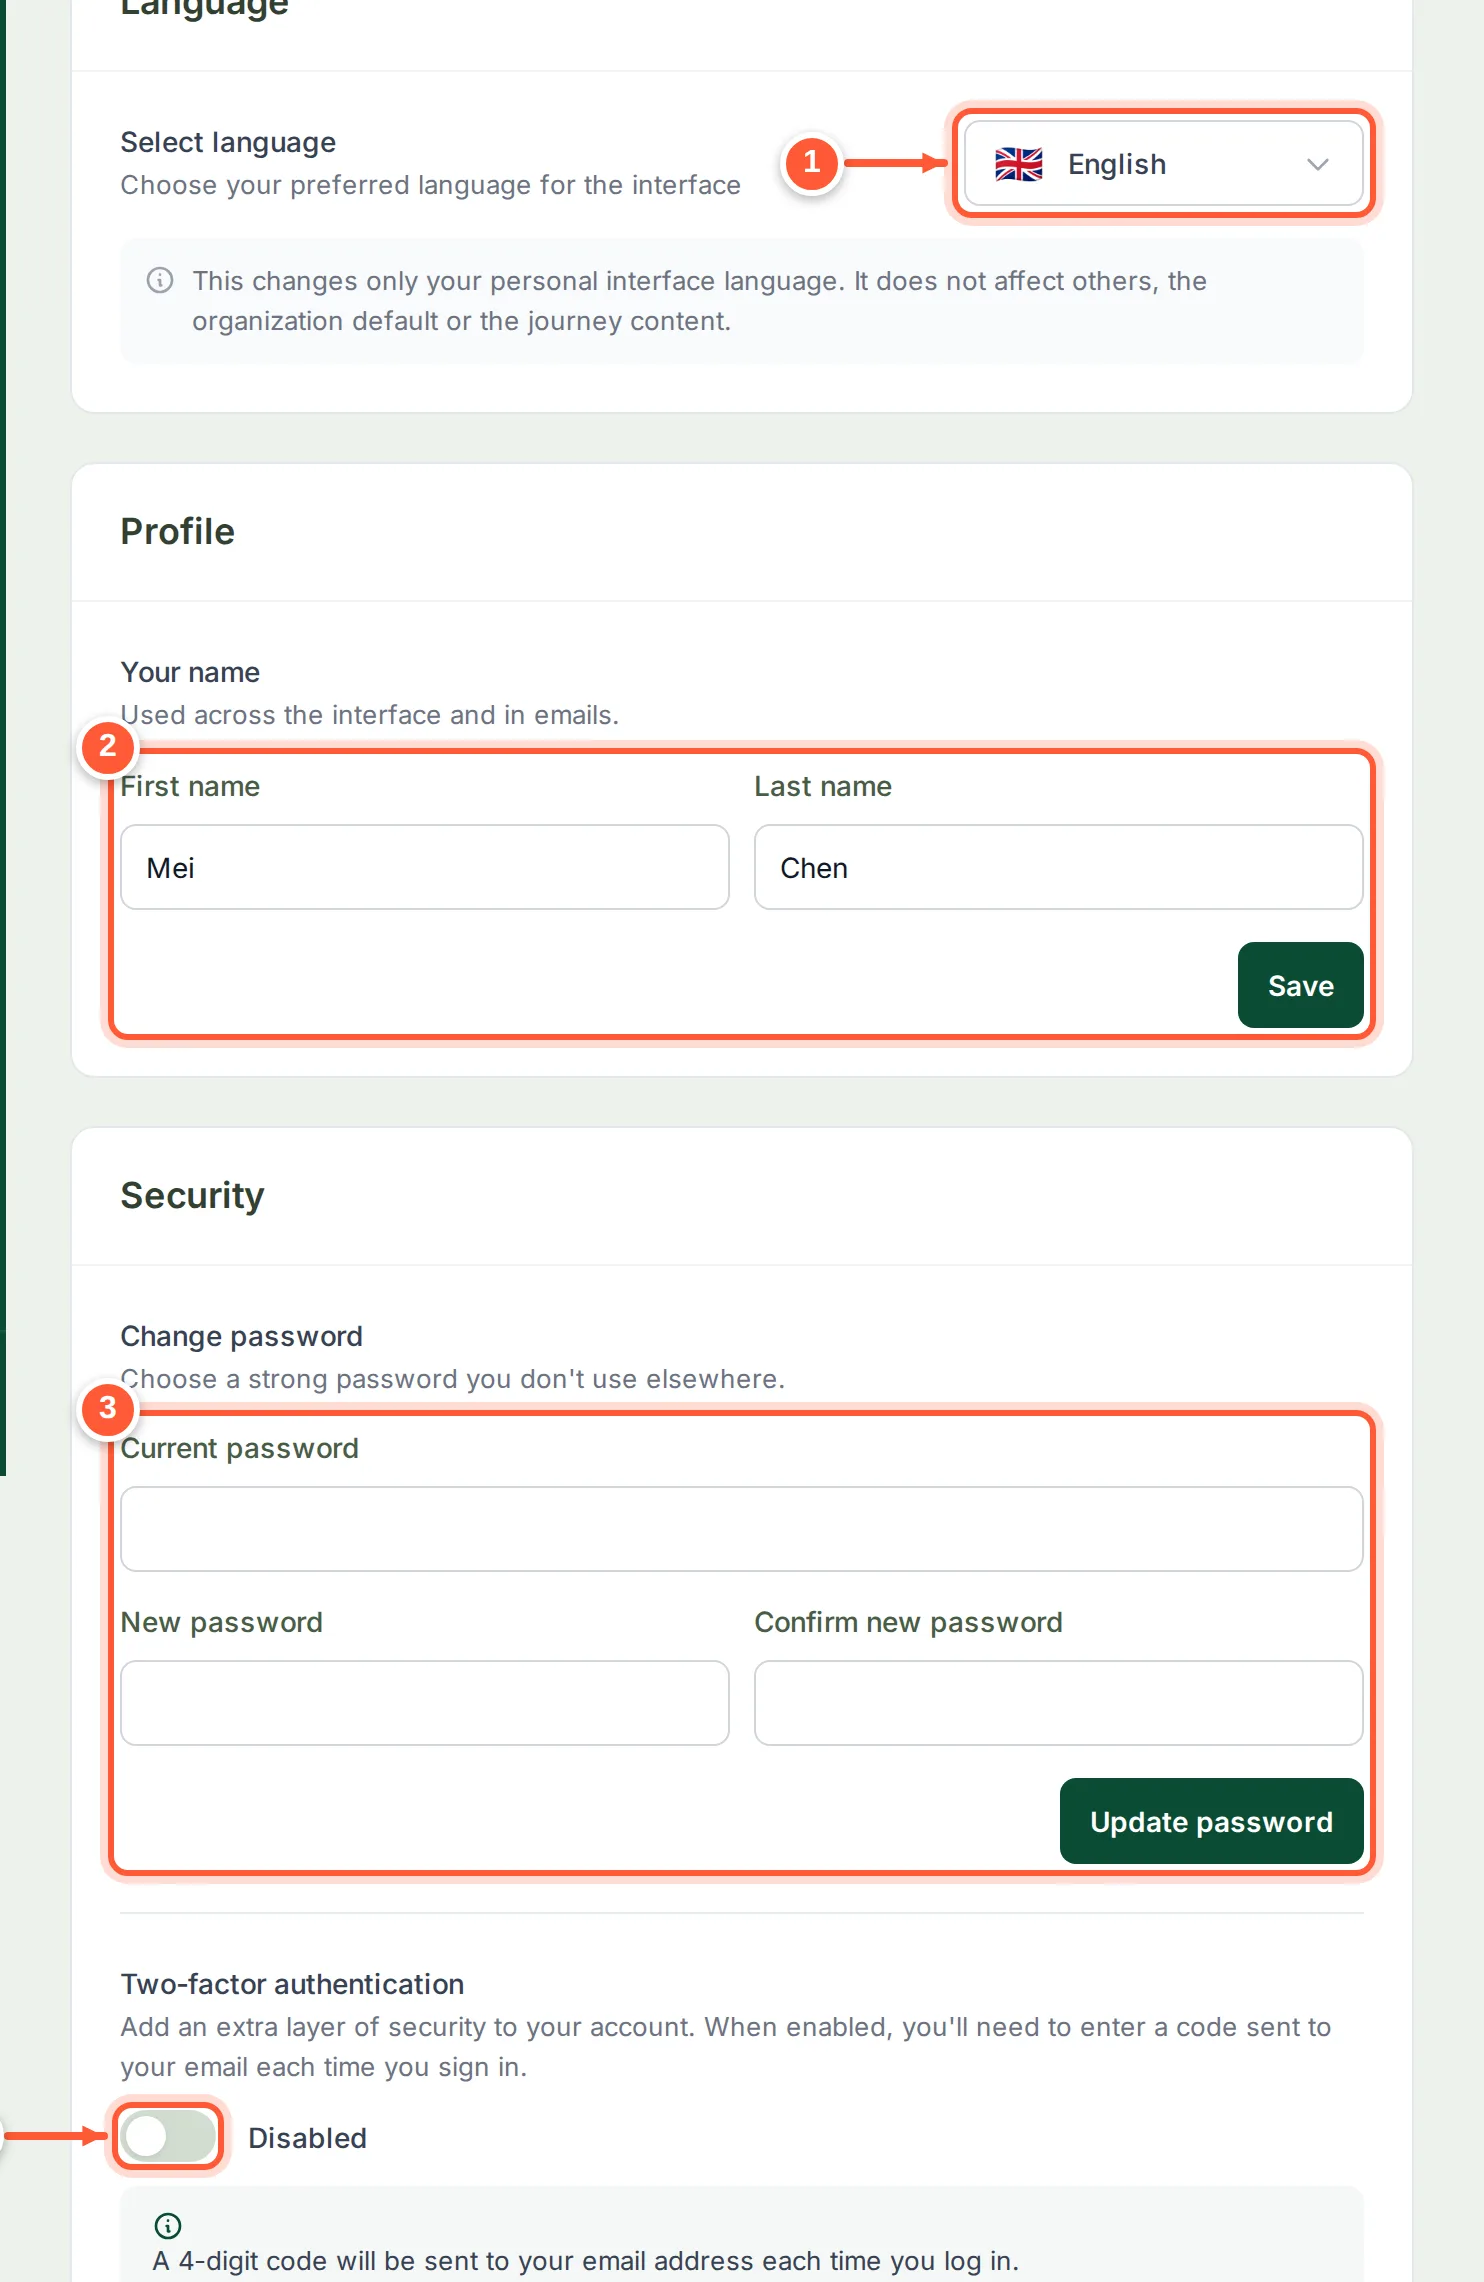 Language
Select language
Choose your preferred language for the interface
1
English
This changes only your personal interface language. It does not affect others, the
organization default or the journey content.
Profile
Your name
Used across the interface and in emails.
2
First name
Last name
Mei
Chen
Save
Security
Change password
Choose a strong password you don't use elsewhere.
3
Current password
New password
Confirm new password
Update password
Two-factor authentication
Add an extra layer of security to your account. When enabled, you'll need to enter a code sent to
your email each time you sign in.
Disabled
A 4-digit code will be sent to your email address each time you log in.